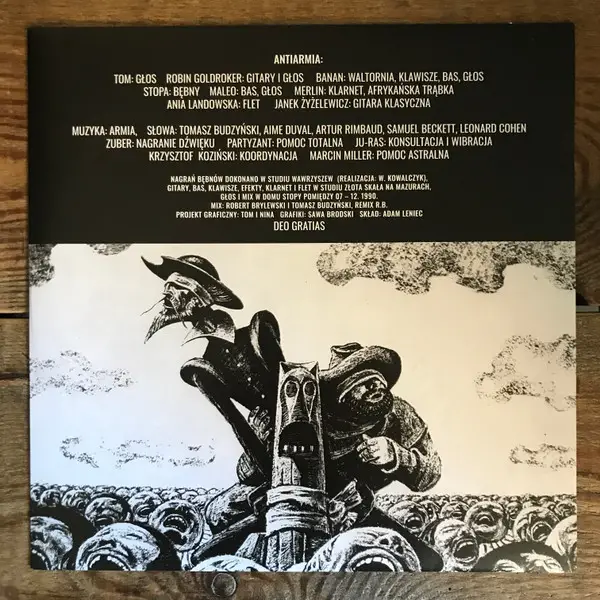 ANTIARMIA:
TOM: GŁOS ROBIN GOLDROKER: GITARY I GŁOS BANAN: WALTORNIA, KLAWISZE, BAS, GŁOS
STOPA: BĘBNY MALEO: BAS, GŁOS MERLIN: KLARNET, AFRYKAŃSKA TRĄBKA
ANIA LANDOWSKA: FLET JANEK ŻYŻELEWICZ: GITARA KLASYCZNA
MUZYKA: ARMIA, SŁOWA: TOMASZ BUDZYŃSKI, AIME DUVAL, ARTUR RIMBAUD, SAMUEL BECKETT, LEONARD COHEN
ZUBER: NAGRANIE DŹWIĘKU PARTYZANT: POMOC TOTALNA JU-RAS: KONSULTACJA I WIBRACJA
KRZYSZTOF KOZIŃSKI: KOORDYNACJA MARCIN MILLER: POMOC ASTRALNA
NAGRAŃ BĘBNÓW DOKONANO W STUDIU WAWRZYSZEW (REALIZACJA: W. KOWALCZYK),
GITARY, BAS, KLAWISZE, EFEKTY, KLARNET I FLET W STUDIU ZŁOTA SKAŁA NA MAZURACH,
GŁOS I MIX W DOMU STOPY POMIĘDZY 07 – 12. 1990.
MIX: ROBERT BRYLEWSKI I TOMASZ BUDZYŃSKI, REMIX R.B.
PROJEKT GRAFICZNY: TOM I NINA GRAFIKI: SAWA BRODSKI SKŁAD: ADAM LENIEC
DEO GRATIAS